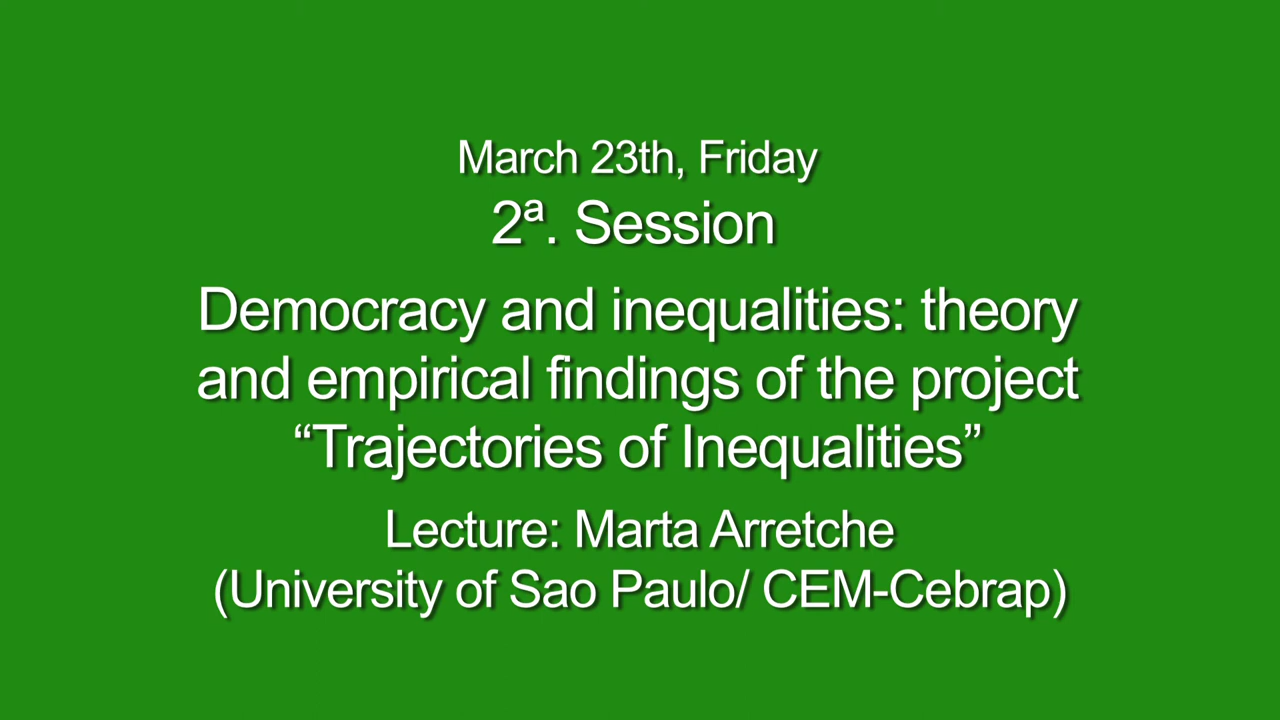 March 23th, Friday
2ª. Session
Democracy and inequalities: theory
and empirical findings of the project
“Trajectories of Inequalities”
Lecture: Marta Arretche
(University of Sao Paulo/ CEM-Cebrap)